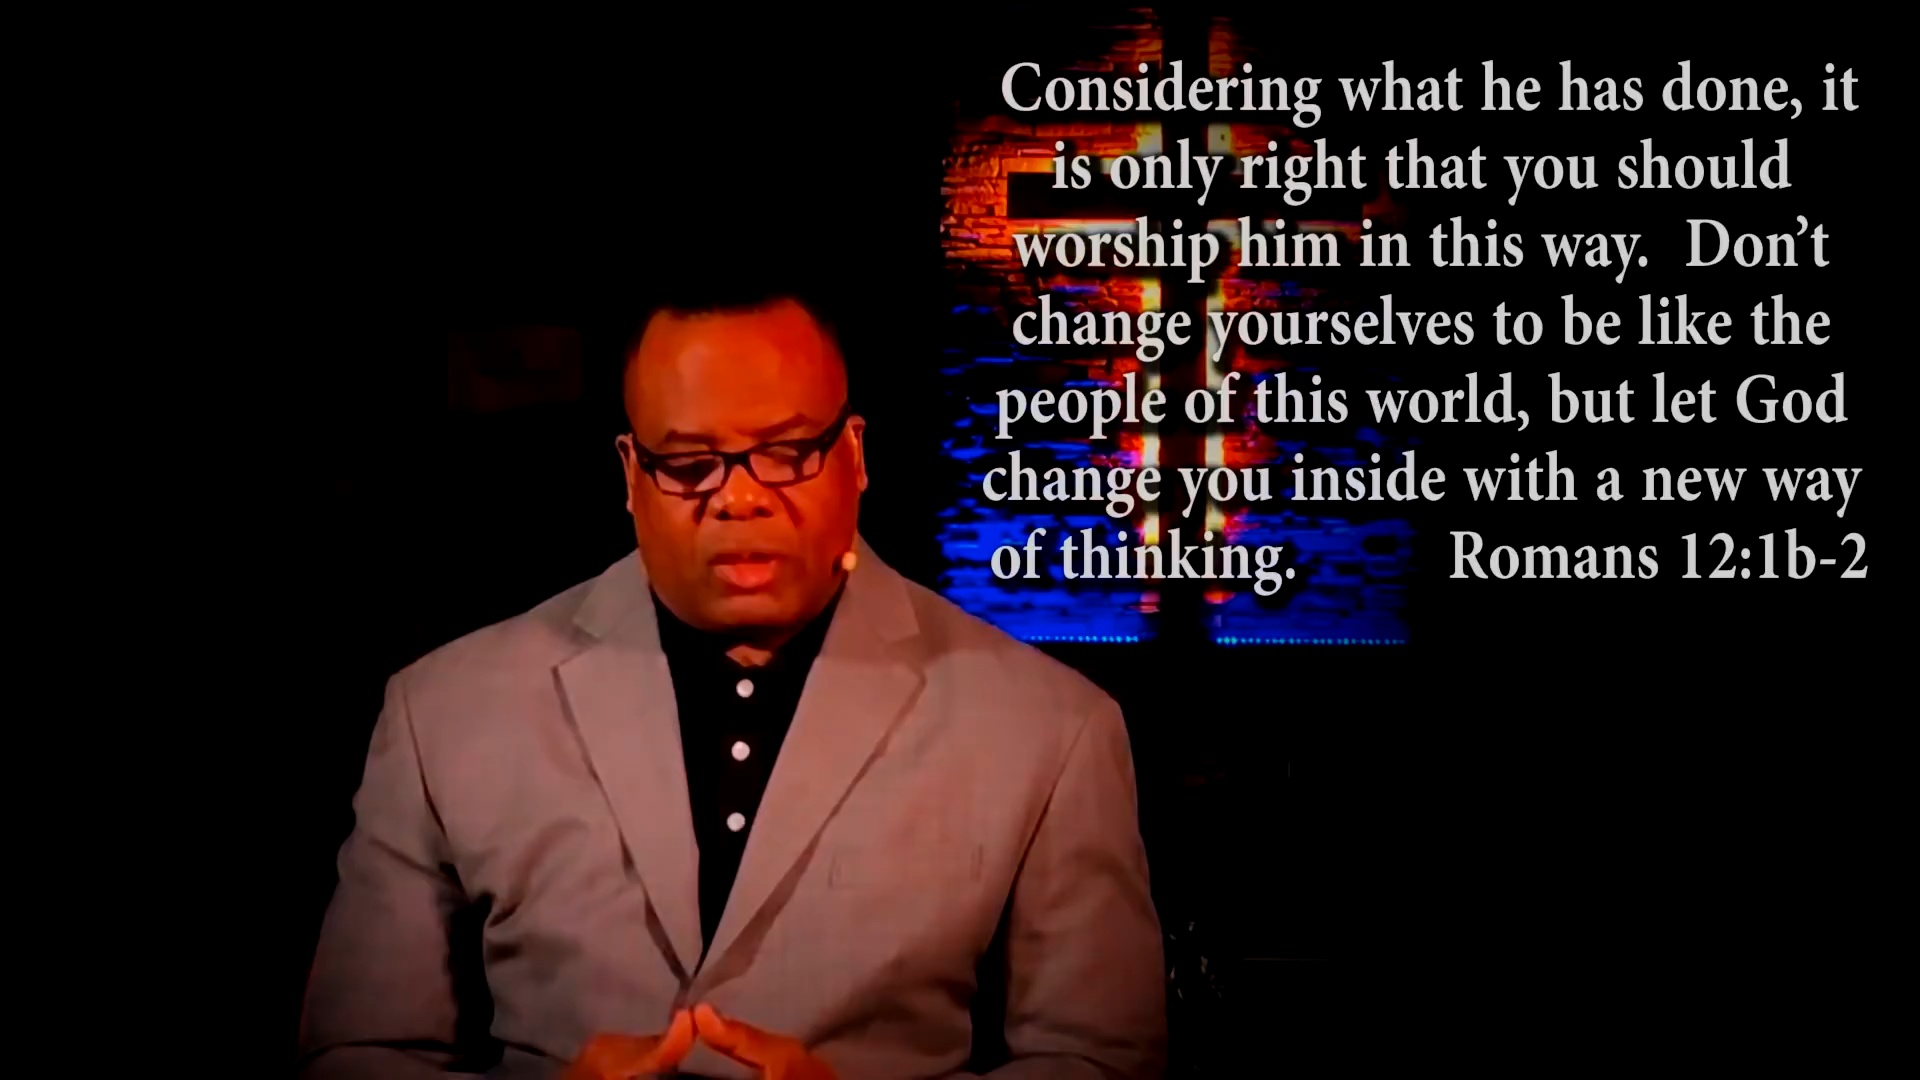 Considering what he has done, it
is only right that you should
worship him in this way.  Don’t
change yourselves to be like the
people of this world, but let God
change you inside with a new way
of thinking.        Romans 12:1b-2